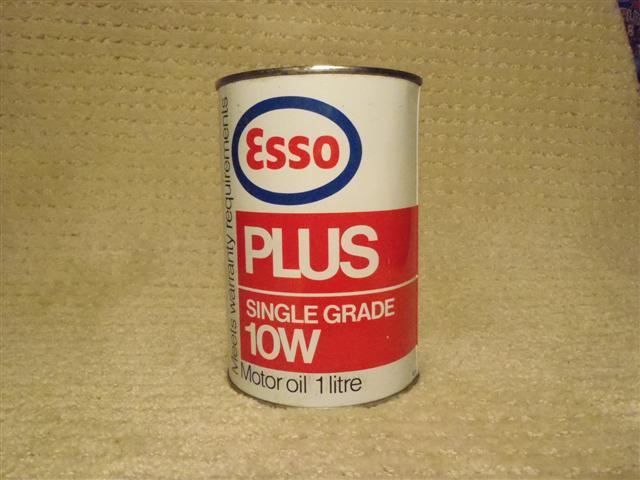 Esso
PLUS
SINGLE GRADE
10W
Motor oil 1 litre
Meets warranty requirements